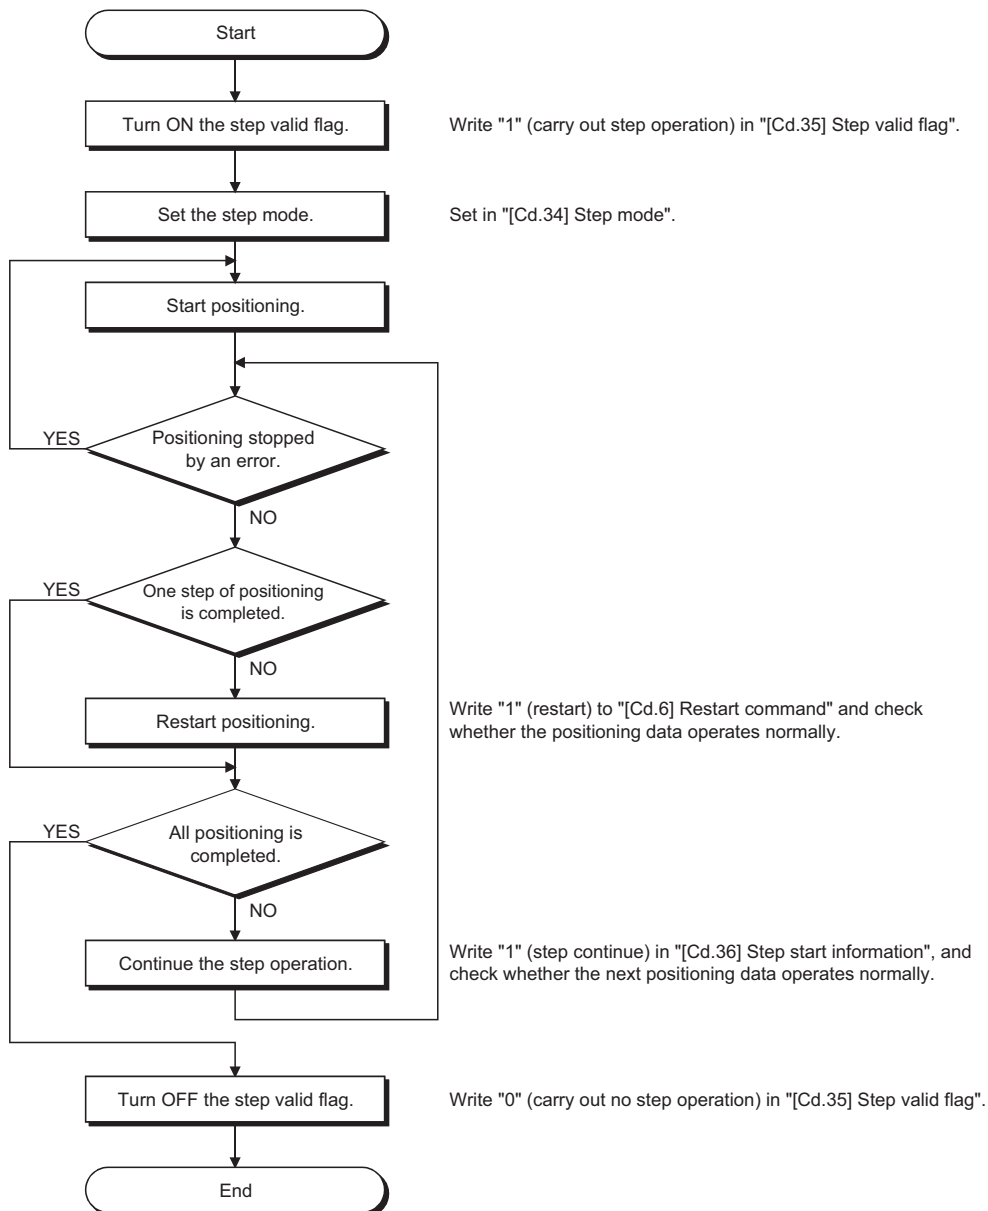 Start
Turn ON the step valid flag.
Write "1" (carry out step operation) in "[Cd.35] Step valid flag".
Set the step mode.
Set in "[Cd.34] Step mode".
Start positioning.
YES
Positioning stopped
by an error.
NO
YES
One step of positioning
is completed.
NO
Restart positioning.
Write "1" (restart) to "[Cd.6] Restart command" and check
whether the positioning data operates normally.
YES
All positioning is
completed.
NO
Continue the step operation.
Write "1" (step continue) in "[Cd.36] Step start information", and
check whether the next positioning data operates normally.
Turn OFF the step valid flag.
Write "0" (carry out no step operation) in "[Cd.35] Step valid flag".
End